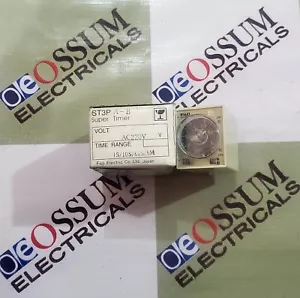 OSSUM
ELECTRICALS
OSSUM
ELECTRICALS
ST3P A-B
Super Timer
VOLT
AC220V V
TIME RANGE
Fuji Electric Co., Ltd. Japan
OSSUM
ELECTRICALS
OSSUM
ELECTRICALS